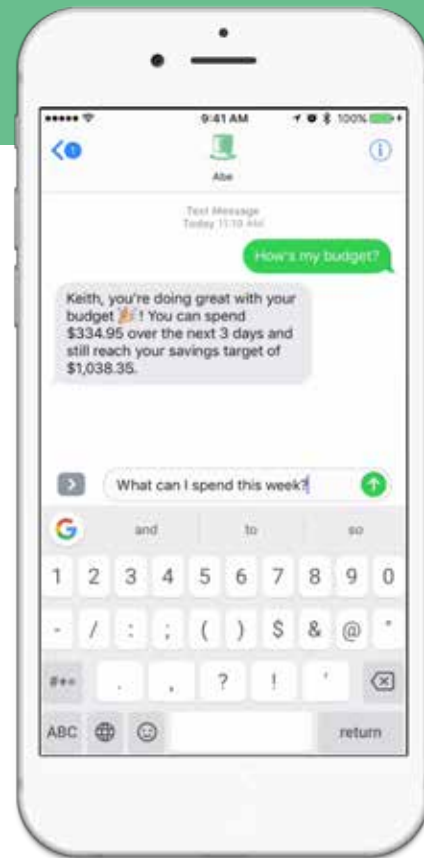 9:41 AM 100%
1
Abe
Text Message
Today 11:19 AM
How's my budget?
Keith, you're doing great with your
budget 🎉 ! You can spend
$334.95 over the next 3 days and
still reach your savings target of
$1,038.35.
What can I spend this week?
G and to so
1 2 3 4 5 6 7 8 9 0
- / : ; ( ) $ & @ "
#+= . , ? ! '
ABC return